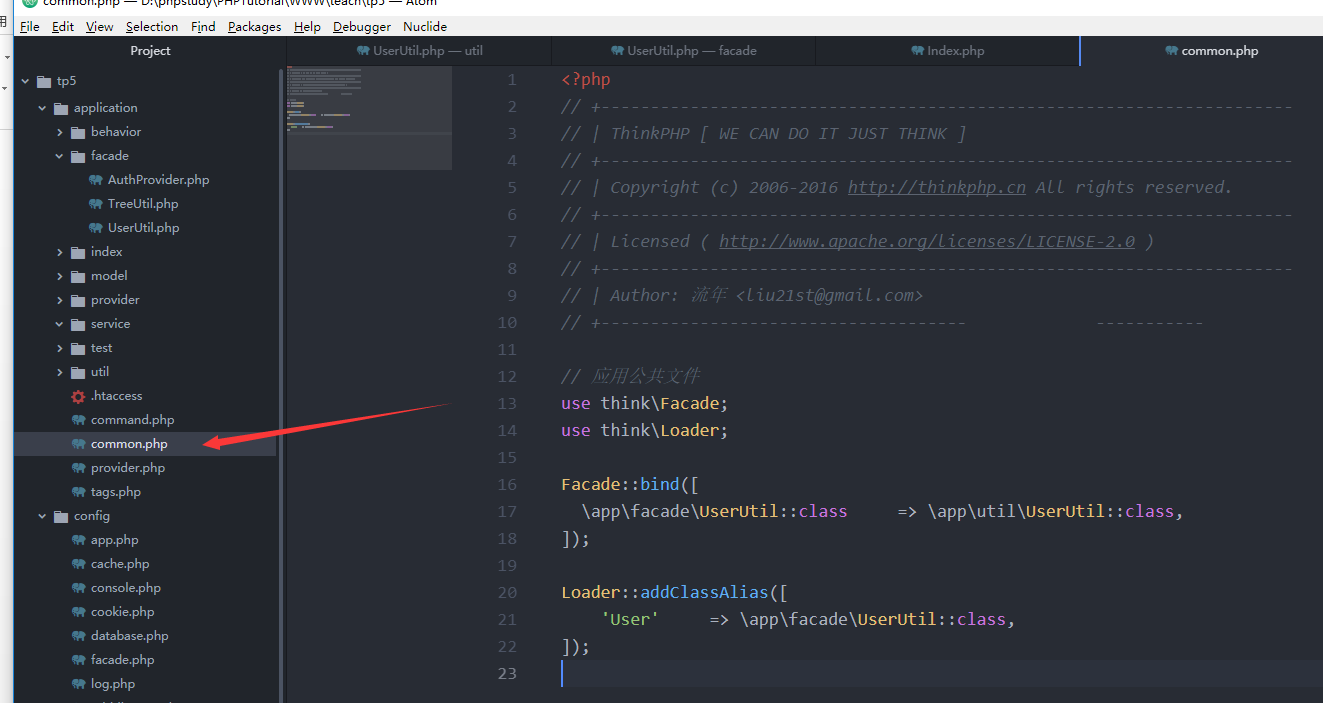 common.php — D:\phpstudy\PHPTutorial\WWW\teach\tp5 — Atom
File Edit View Selection Find Packages Help Debugger Nuclide
Project
UserUtil.php — util
UserUtil.php — facade
Index.php
common.php
tp5
application
behavior
facade
AuthProvider.php
TreeUtil.php
UserUtil.php
index
model
provider
service
test
util
.htaccess
command.php
common.php
provider.php
tags.php
config
app.php
cache.php
console.php
cookie.php
database.php
facade.php
log.php
1 <?php
2 // +----------------------------------------------------------------------
3 // | ThinkPHP [ WE CAN DO IT JUST THINK ]
4 // +----------------------------------------------------------------------
5 // | Copyright (c) 2006-2016 http://thinkphp.cn All rights reserved.
6 // +----------------------------------------------------------------------
7 // | Licensed ( http://www.apache.org/licenses/LICENSE-2.0 )
8 // +----------------------------------------------------------------------
9 // | Author: 流年 <liu21st@gmail.com>
10 // +------------------------------------- -----------
11
12 // 应用公共文件
13 use think\Facade;
14 use think\Loader;
15
16 Facade::bind([
17 \app\facade\UserUtil::class => \app\util\UserUtil::class,
18 ]);
19
20 Loader::addClassAlias([
21 'User' => \app\facade\UserUtil::class,
22 ]);
23